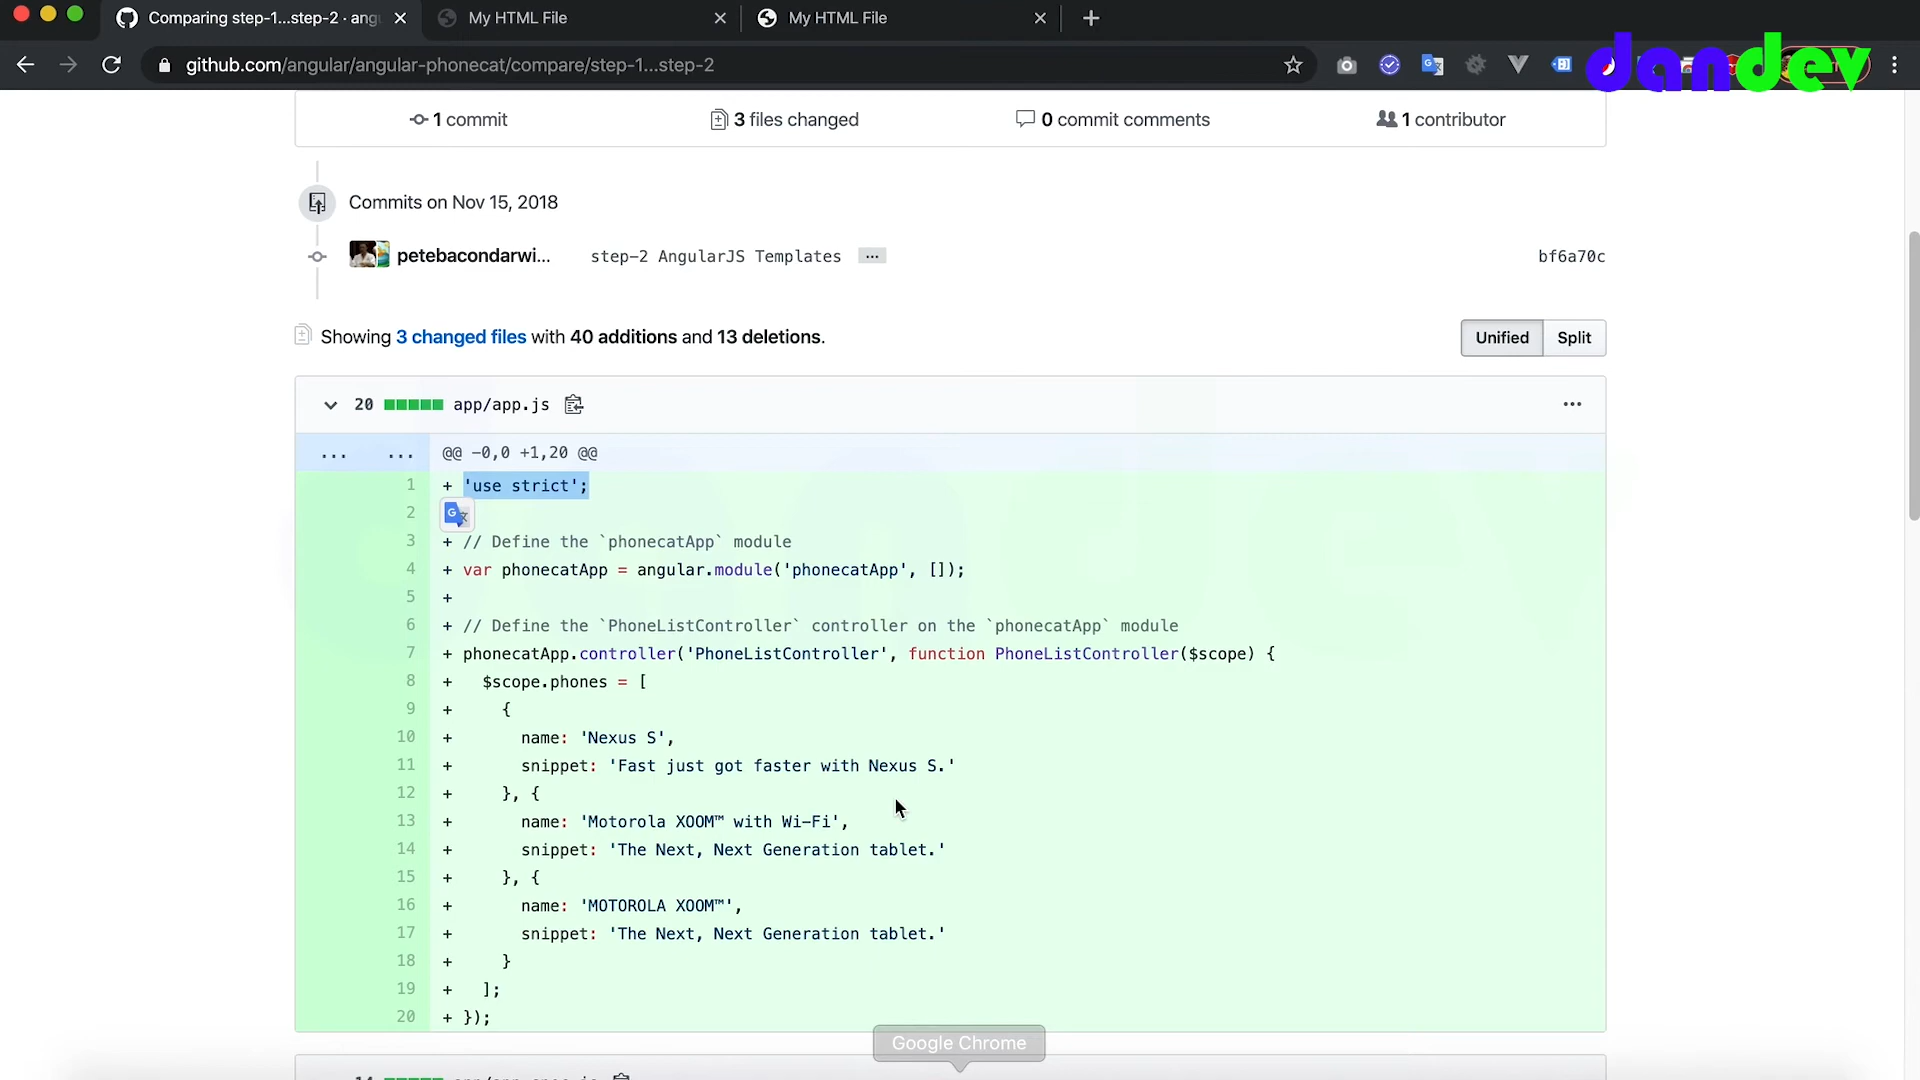 Comparing step-1...step-2 · ang
My HTML File
My HTML File
github.com/angular/angular-phonecat/compare/step-1...step-2
dandev
1 commit
3 files changed
0 commit comments
1 contributor
Commits on Nov 15, 2018
petebacondarwi...
step-2 AngularJS Templates
...
bf6a70c
Showing 3 changed files with 40 additions and 13 deletions.
Unified
Split
20
app/app.js
... ... @@ -0,0 +1,20 @@
1 + 'use strict';
2
3 + // Define the `phonecatApp` module
4 + var phonecatApp = angular.module('phonecatApp', []);
5 +
6 + // Define the `PhoneListController` controller on the `phonecatApp` module
7 + phonecatApp.controller('PhoneListController', function PhoneListController($scope) {
8 + $scope.phones = [
9 + {
10 + name: 'Nexus S',
11 + snippet: 'Fast just got faster with Nexus S.'
12 + }, {
13 + name: 'Motorola XOOM™ with Wi-Fi',
14 + snippet: 'The Next, Next Generation tablet.'
15 + }, {
16 + name: 'MOTOROLA XOOM™',
17 + snippet: 'The Next, Next Generation tablet.'
18 + }
19 + ];
20 + });
Google Chrome